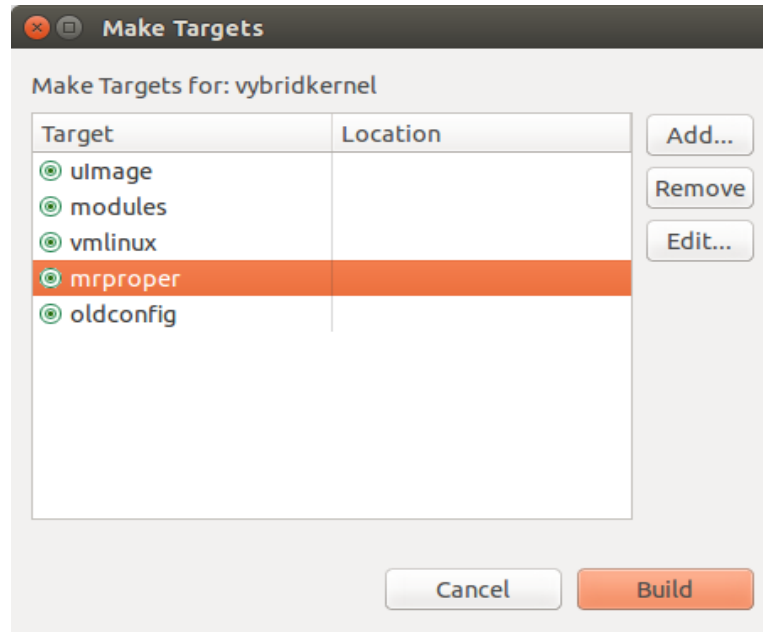 Make Targets
Make Targets for: vybridkernel
Target Location
uImage
modules
vmlinux
mrproper
oldconfig
Add...
Remove
Edit...
Cancel Build